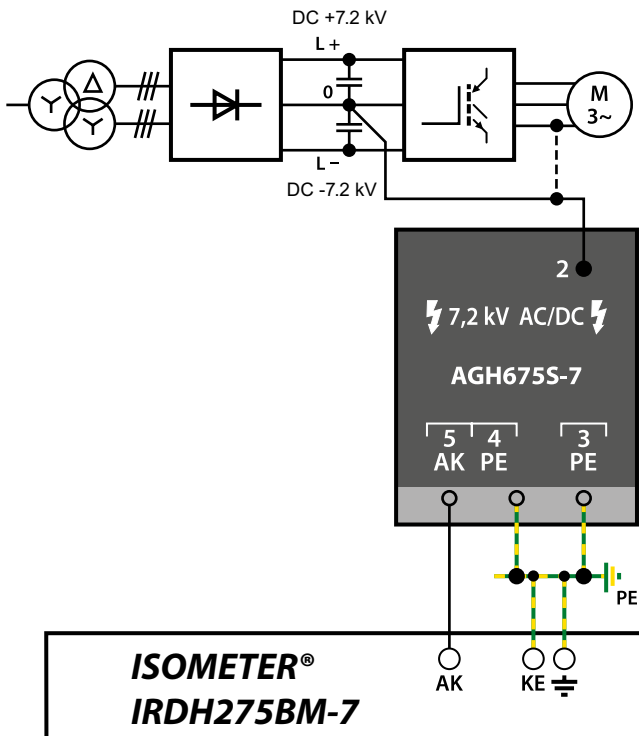 DC +7.2 kV
L +
0
L −
DC -7.2 kV
M
3~
2
7,2 kV AC/DC
AGH675S-7
5 4 3
AK PE PE
PE
ISOMETER®
IRDH275BM-7
AK KE